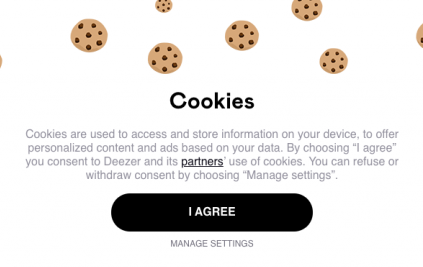 Cookies
Cookies are used to access and store information on your device, to offer
personalized content and ads based on your data. By choosing “I agree”
you consent to Deezer and its partners’ use of cookies. You can refuse or
withdraw consent by choosing “Manage settings”.
I AGREE
MANAGE SETTINGS